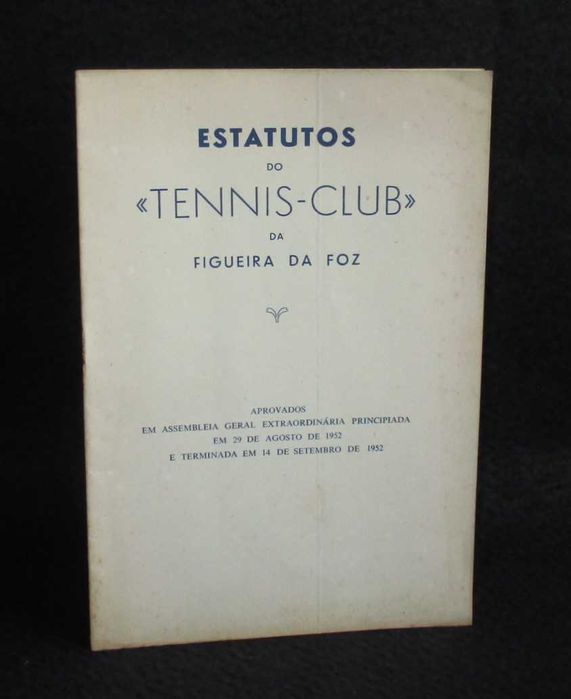 ESTATUTOS
DO
«TENNIS-CLUB»
DA
FIGUEIRA DA FOZ
APROVADOS
EM ASSEMBLEIA GERAL EXTRAORDINÁRIA PRINCIPIADA
EM 29 DE AGOSTO DE 1952
E TERMINADA EM 14 DE SETEMBRO DE 1952